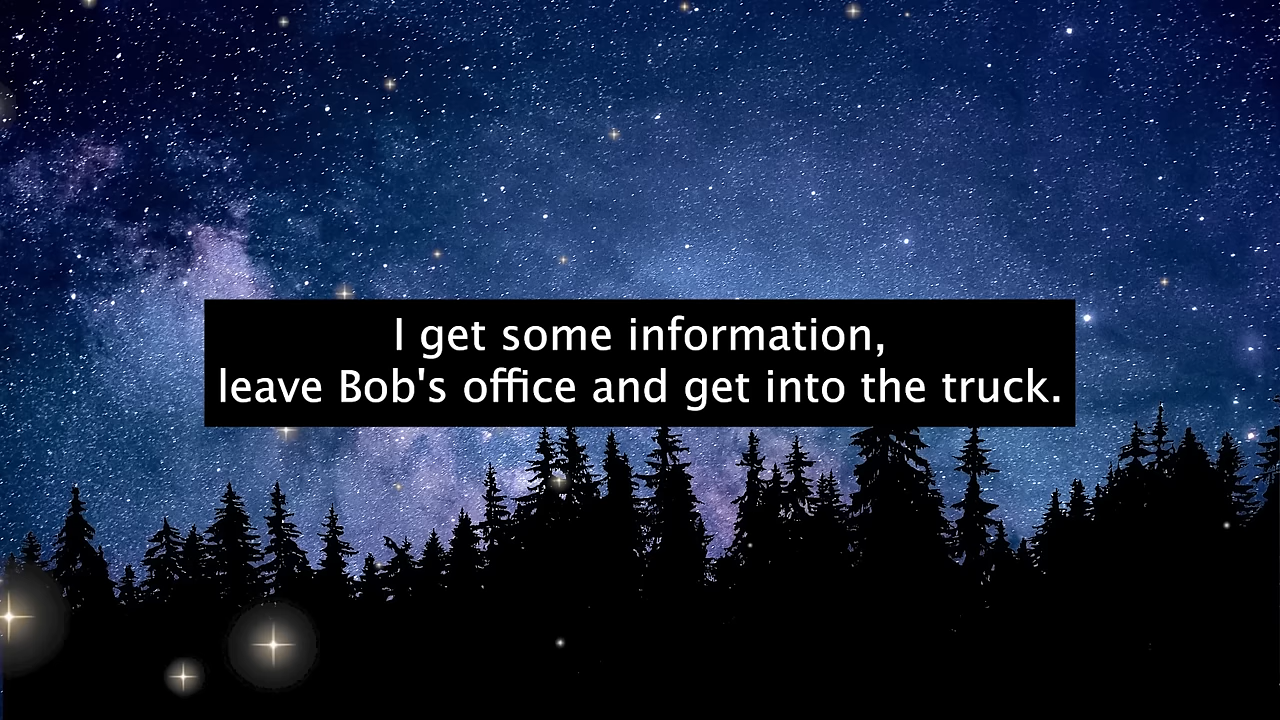 I get some information,
leave Bob's office and get into the truck.